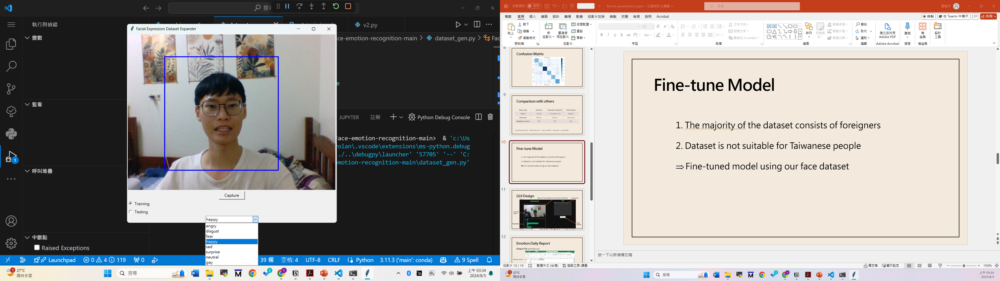 搜尋
執行與偵錯
變數
監看
呼叫堆疊
中斷點
Raised Exceptions
Facial Expression Dataset Expander
Capture
Training
Testing
happy
angry
disgust
fear
happy
sad
surprise
neutral
gay
v2.py
ce-emotion-recognition-main > dataset_gen.py >
JUPYTER 註解 Python Debug Console
face-emotion-recognition-main> & 'c:\Us
rolan\.vscode\extensions\ms-python.debug
./..\debugpy\launcher' '57705' '--' 'C:
emotion-recognition-main\dataset_gen.py'
Launchpad 0 4 119 0 39 欄 空格: 4 UTF-8 CRLF {} Python 3.11.3 ('main': conda) 9 Spell
27°C
晴時多雲
搜尋
上午 03:34
2024/8/5
自動儲存 關閉 Biome presentation.pptx • 已儲存到 此電腦 搜尋
檔案 常用 插入 繪圖 設計 轉場 動畫 投影片放映 錄製 校閱 檢視 說明 Acrobat 錄製 在 Teams 中展示 共用
貼上 剪下 複製 複製格式 剪貼簿
新投影片 重複使用投影片 版面配置 重設 章節 投影片
24
字型
文字方向 對齊文字 轉換成 SmartArt 段落
排列 快速樣式 圖案填滿 圖案外框 圖案效果 繪圖
尋找 取代 選取 編輯
建立並共用 Adobe PDF Adobe Acrobat
聽寫 語音
增益集 增益集
設計工具
8
Confusion Matrix
9
Comparison with others
10
Fine-tune Model
1. The majority of the dataset consists of foreigners
2. Dataset is not suitable for Taiwanese people
⇒ Fine-tuned model using our face dataset
11
GUI Design
OpenCV Face Detection & Emotion Prediction
Suggestion
Camera Input
Probability
Stop Button
12
Emotion Daily Report
Output File: emotion.csv
Record count
Fine-tune Model
1. The majority of the dataset consists of foreigners
2. Dataset is not suitable for Taiwanese people
⇒ Fine-tuned model using our face dataset
按一下以新增備忘稿
投影片 10 / 16 繁體中文 (台灣) 協助工具: 調查 備忘稿 顯示設定 104%
27°C
晴時多雲
搜尋
上午 03:34
2024/8/5